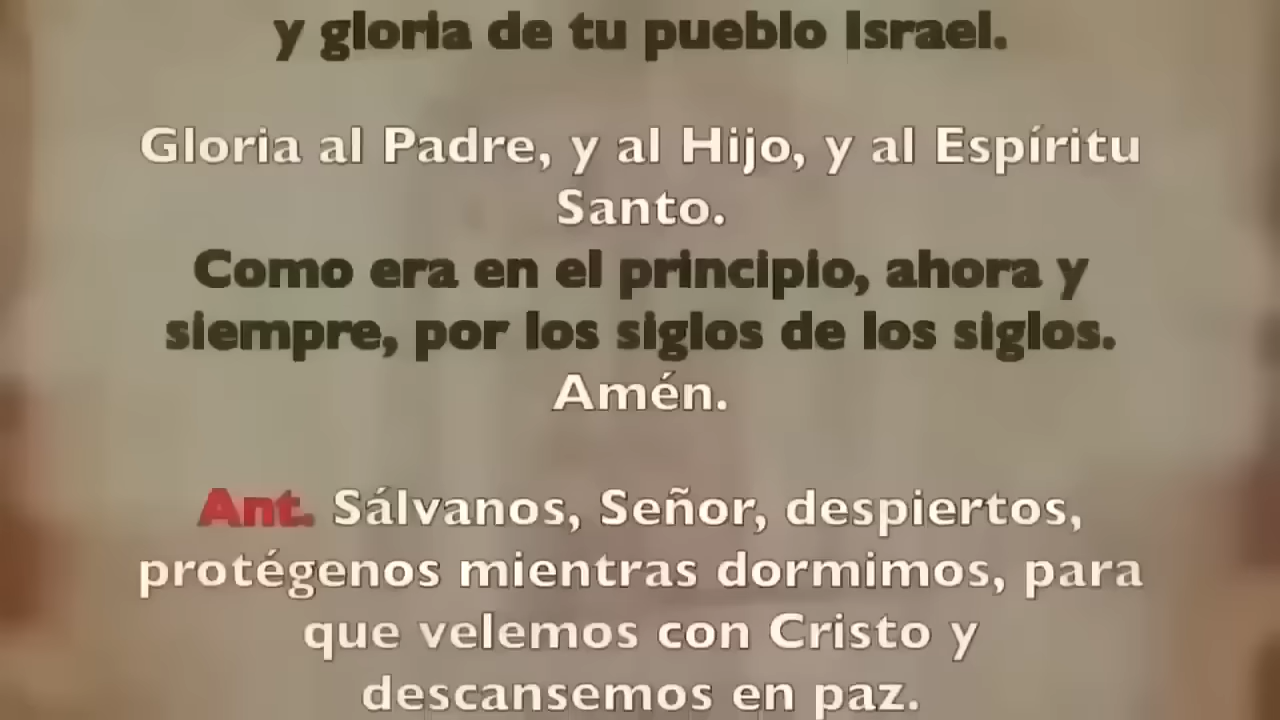 y gloria de tu pueblo Israel.
Gloria al Padre, y al Hijo, y al Espíritu
Santo.
Como era en el principio, ahora y
siempre, por los siglos de los siglos.
Amén.
Ant. Sálvanos, Señor, despiertos,
protégenos mientras dormimos, para
que velemos con Cristo y
descansemos en paz.